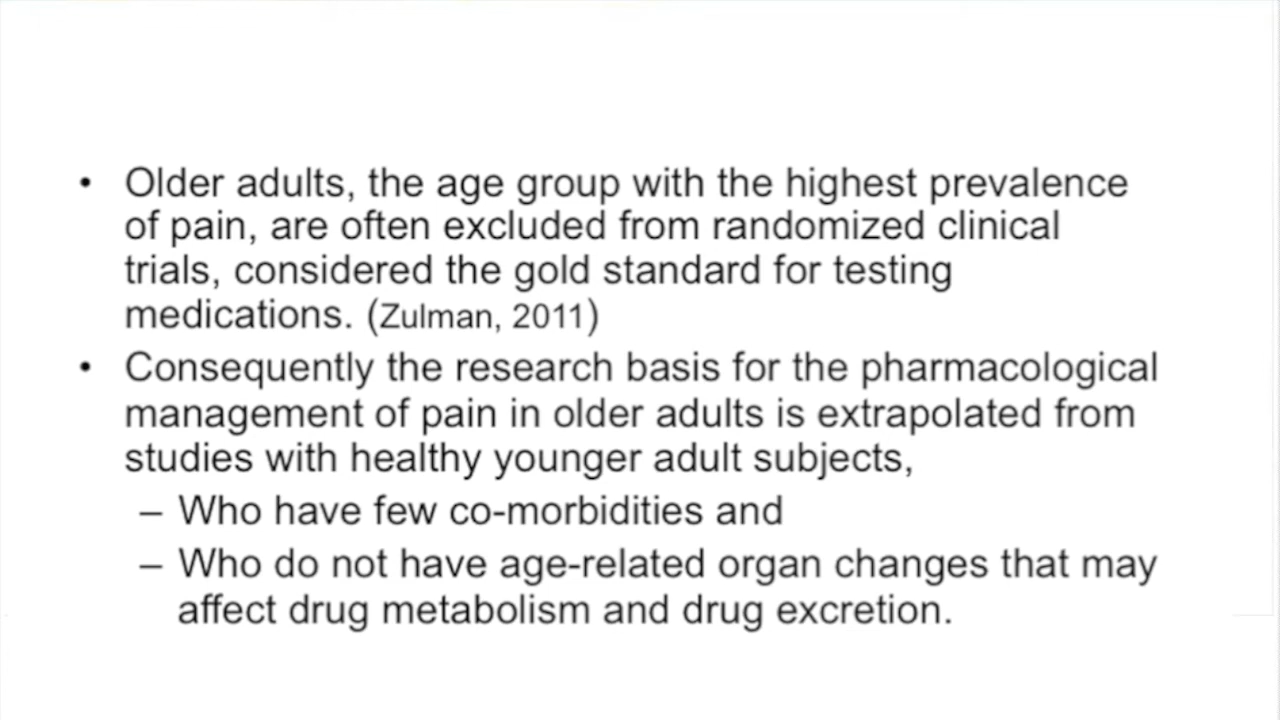 • Older adults, the age group with the highest prevalence
of pain, are often excluded from randomized clinical
trials, considered the gold standard for testing
medications. (Zulman, 2011)
• Consequently the research basis for the pharmacological
management of pain in older adults is extrapolated from
studies with healthy younger adult subjects,
– Who have few co-morbidities and
– Who do not have age-related organ changes that may
affect drug metabolism and drug excretion.